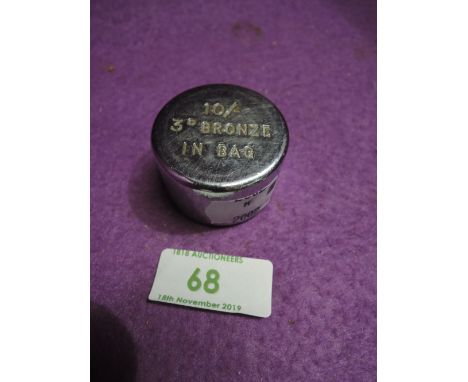 10/-
3D BRONZE
IN BAG
1818 AUCTIONEERS
68
18th November 2019